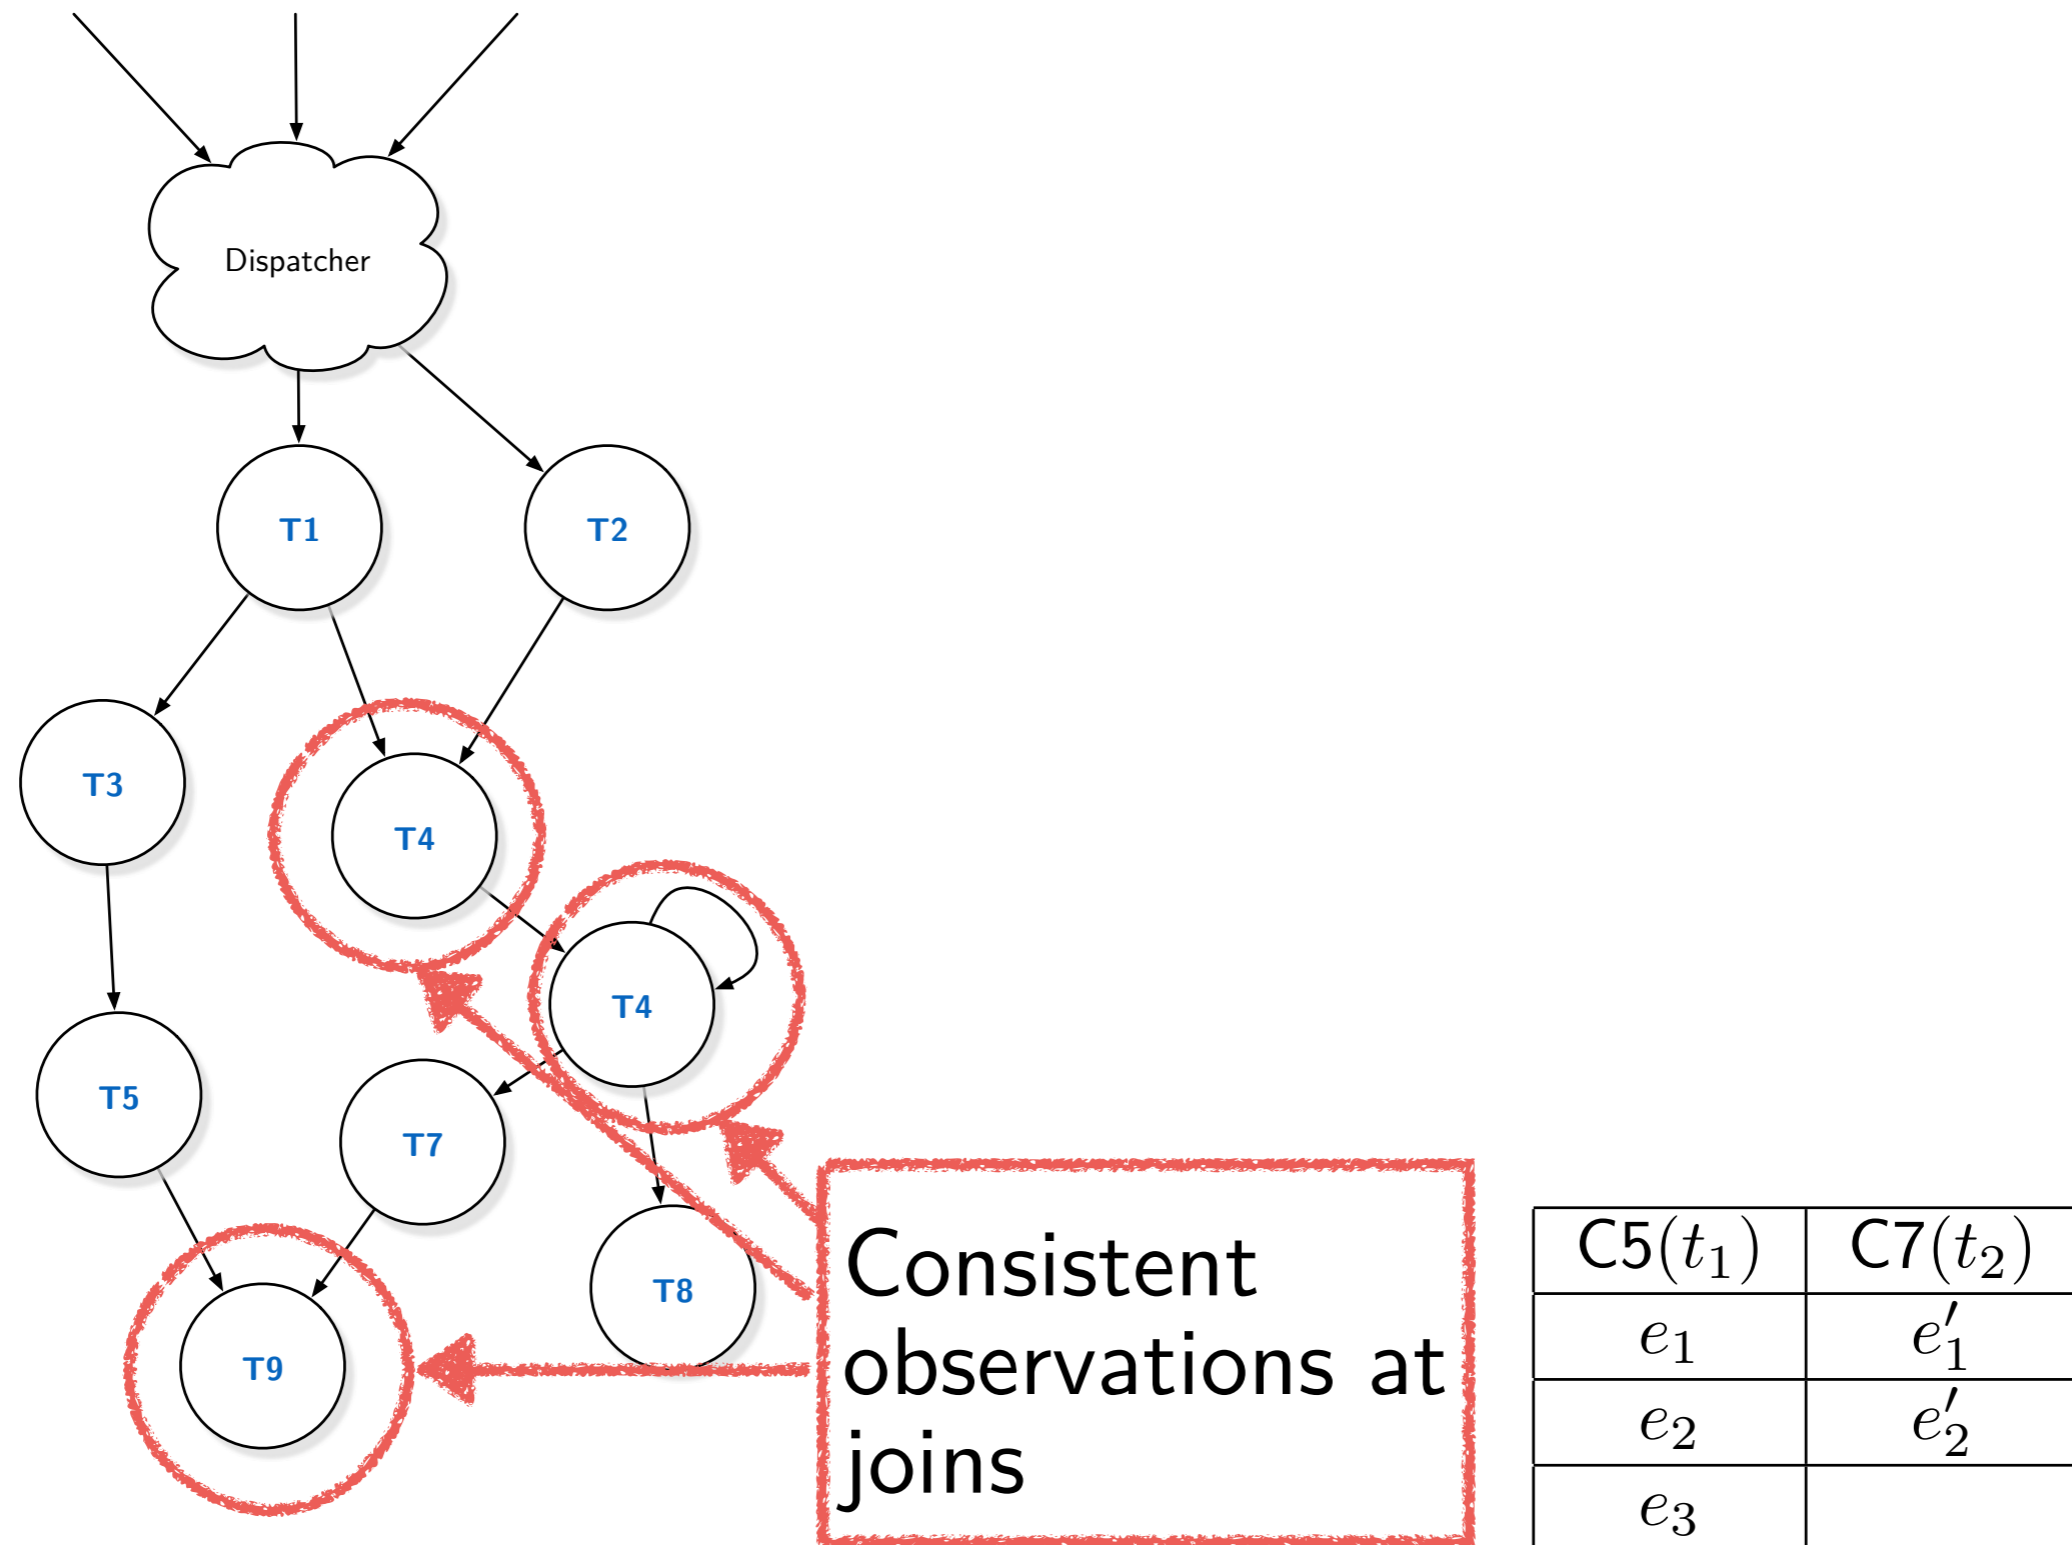 Dispatcher
T1
T2
T3
T4
T4
T5
T7
T8
T9
Consistent
observations at
joins
C5(t₁) C7(t₂)
e₁ e′₁
e₂ e′₂
e₃